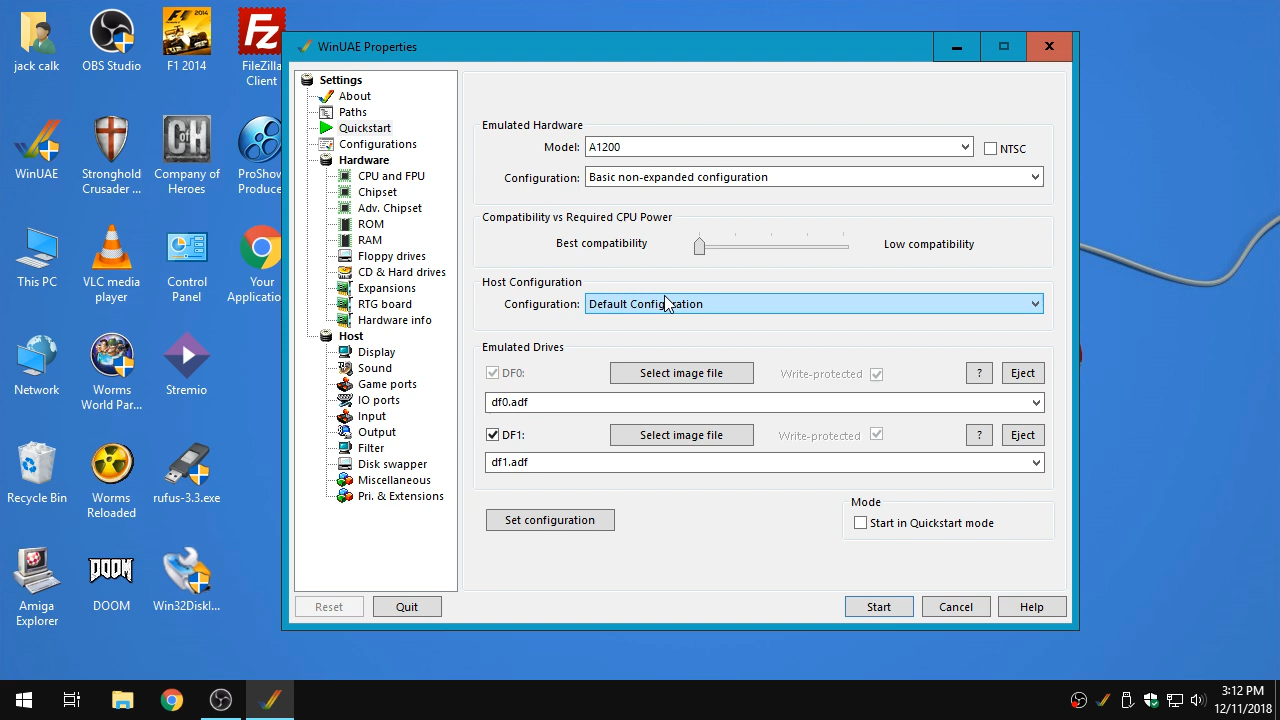 jack calk
OBS Studio
F1 2014
FileZilla
Client
WinUAE
Stronghold
Crusader ...
Company of
Heroes
ProShow
Produce
This PC
VLC media
player
Control
Panel
Your
Applicatio
Network
Worms
World Par...
Stremio
Recycle Bin
Worms
Reloaded
rufus-3.3.exe
Amiga
Explorer
DOOM
DOOM
Win32DiskI...
WinUAE Properties
Settings
About
Paths
Quickstart
Configurations
Hardware
CPU and FPU
Chipset
Adv. Chipset
ROM
RAM
Floppy drives
CD & Hard drives
Expansions
RTG board
Hardware info
Host
Display
Sound
Game ports
IO ports
Input
Output
Filter
Disk swapper
Miscellaneous
Pri. & Extensions
Emulated Hardware
Model: A1200 NTSC
Configuration: Basic non-expanded configuration
Compatibility vs Required CPU Power
Best compatibility Low compatibility
Host Configuration
Configuration: Default Configuration
Emulated Drives
DF0: Select image file Write-protected ? Eject
df0.adf
DF1: Select image file Write-protected ? Eject
df1.adf
Set configuration
Mode
Start in Quickstart mode
Reset Quit Start Cancel Help
3:12 PM
12/11/2018